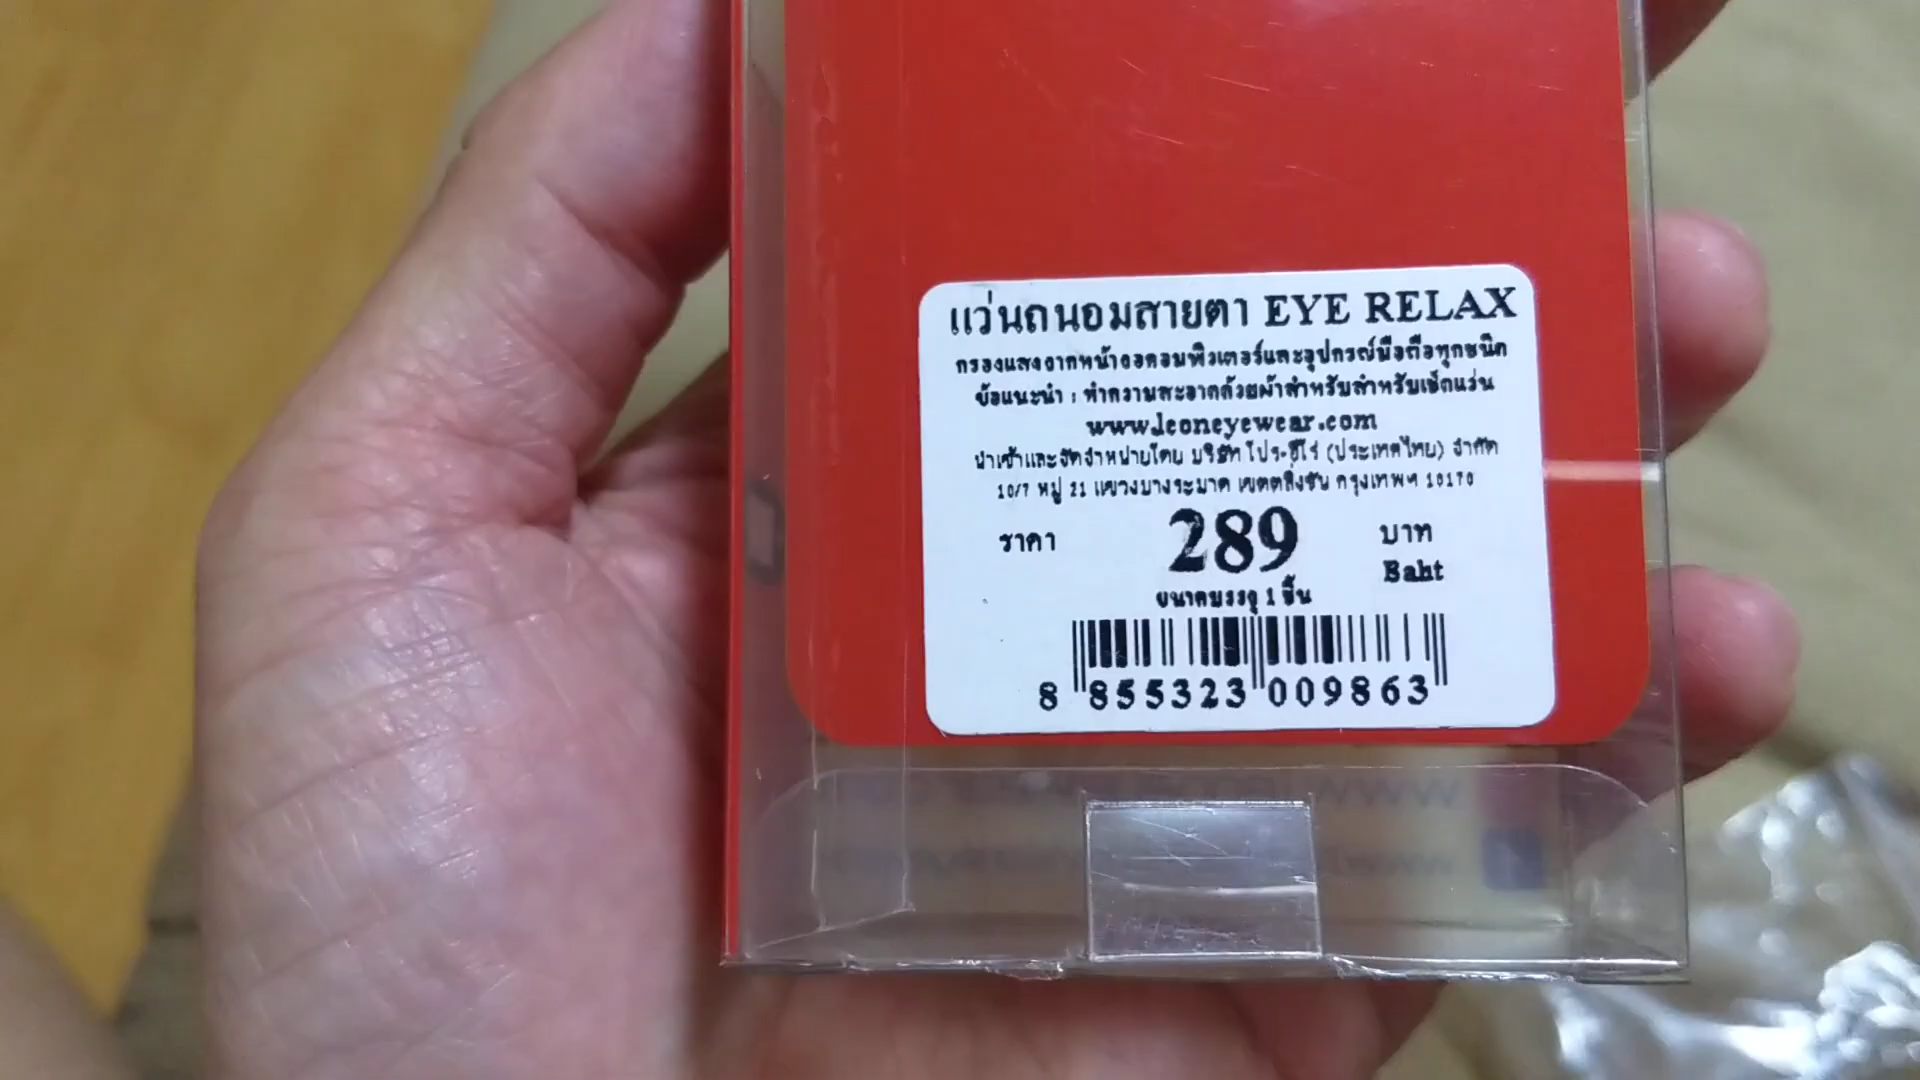 แว่นถนอมสายตา EYE RELAX
กรองแสงจากหน้าจอคอมพิวเตอร์และอุปกรณ์มือถือทุกชนิด
ข้อแนะนำ : ทำความสะอาดด้วยผ้าสำหรับสำหรับเช็ดแว่น
www.leoneyewear.com
นำเข้าและจัดจำหน่ายโดย บริษัท โปร-ฮีโร่ (ประเทศไทย) จำกัด
10/7 หมู่ 21 แขวงบางระมาด เขตตลิ่งชัน กรุงเทพฯ 10170
ราคา 289 บาท
Baht
ขนาดบรรจุ 1 ชิ้น
8 855323 009863